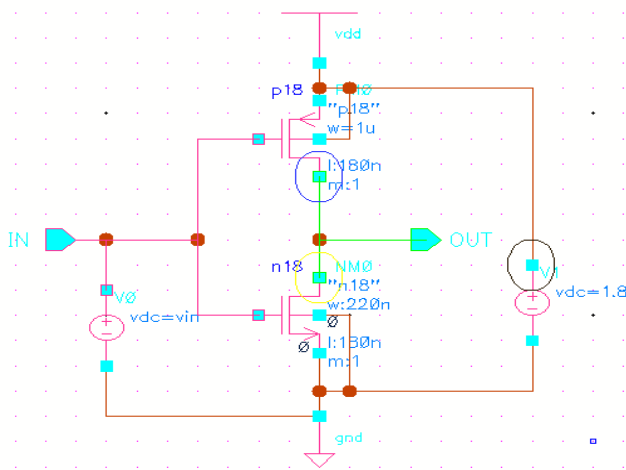 vdd
p18 PM0
"p18"
w=1u
l:180n
m:1
IN
OUT
n18 NM0
"n18"
w:220n
0
0
l:180n
m:1
V0
vdc=vin
V1
vdc=1.8
gnd